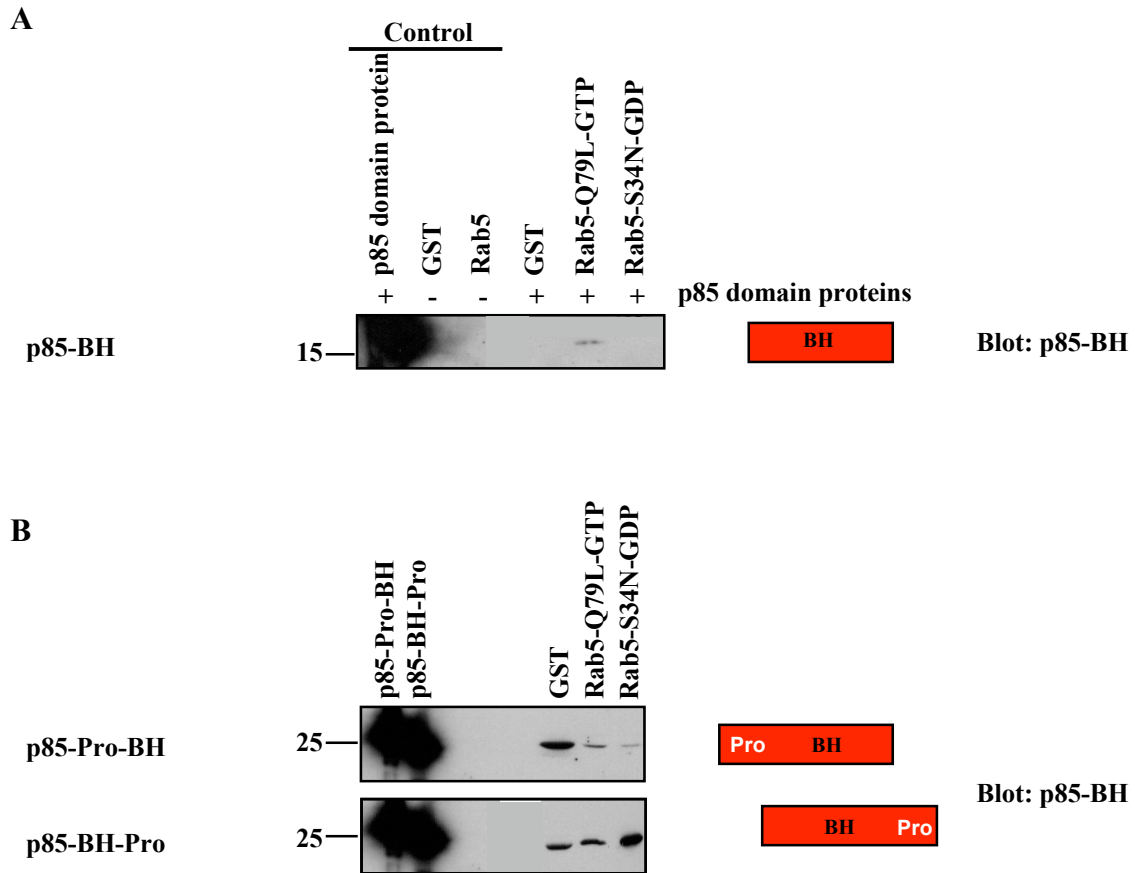 A
Control
p85 domain protein
GST
Rab5
GST
Rab5-Q79L-GTP
Rab5-S34N-GDP
+ - - + + + p85 domain proteins
p85-BH
15
BH
Blot: p85-BH
B
p85-Pro-BH
p85-BH-Pro
GST
Rab5-Q79L-GTP
Rab5-S34N-GDP
p85-Pro-BH
25
Pro BH
Blot: p85-BH
p85-BH-Pro
25
BH Pro